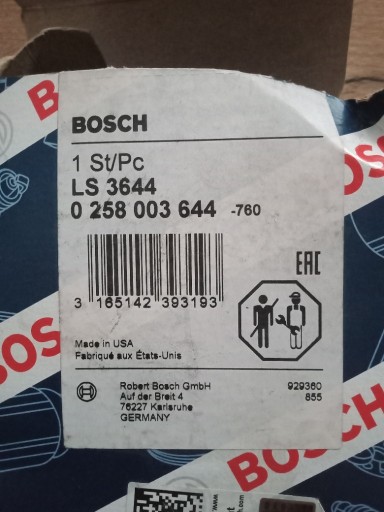 BOSCH
1 St/Pc
LS 3644
0 258 003 644 -760
EAC
3 165142 393193
Made in USA
Fabriqué aux États-Unis
Robert Bosch GmbH
Auf der Breit 4
76227 Karlsruhe
GERMANY
929360
855
BOSCH
BOSCH
BOSCH